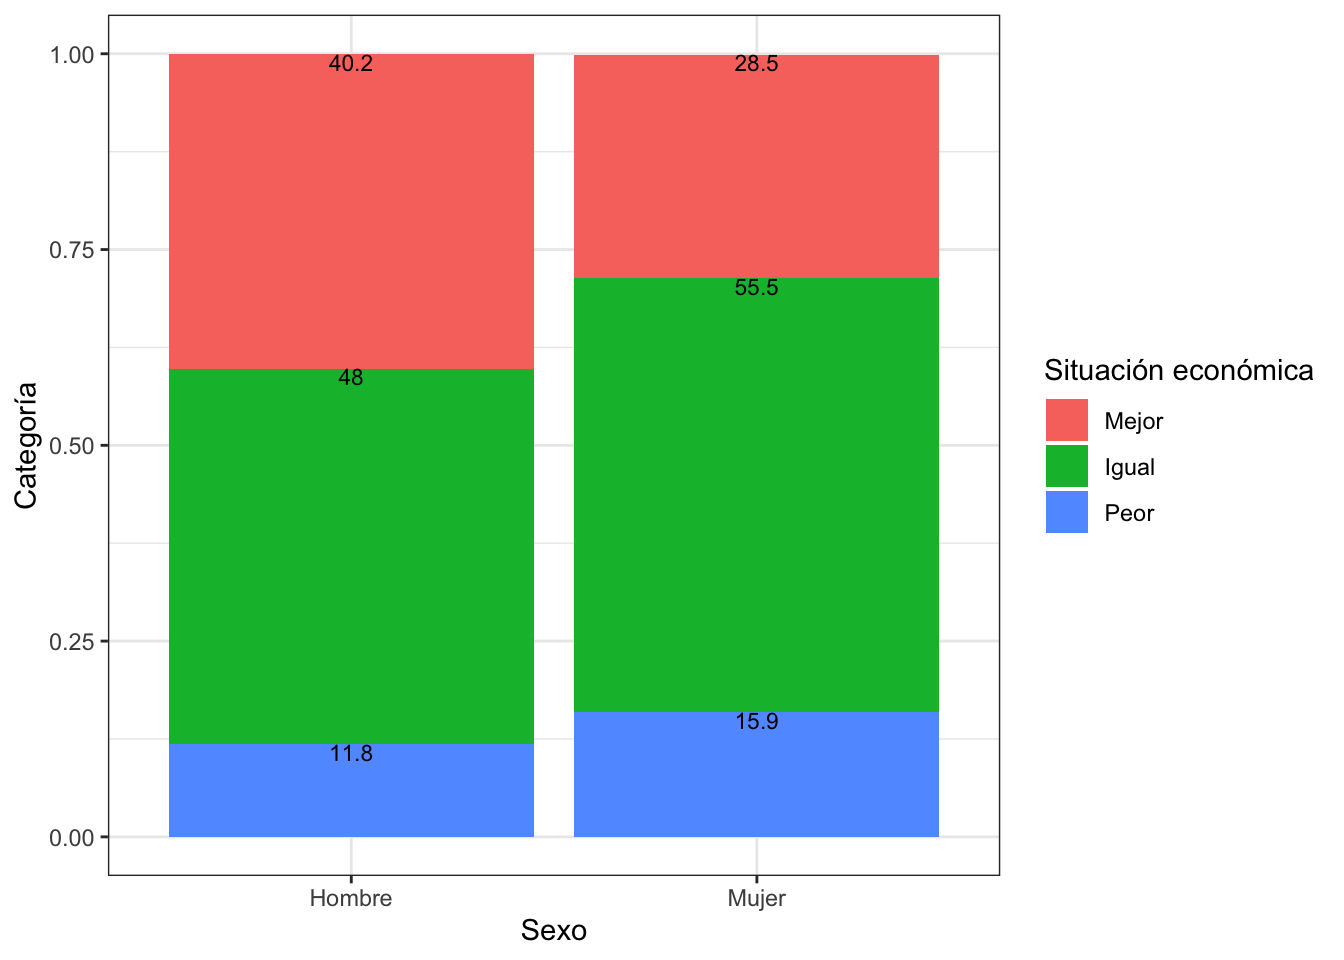 1.00
0.75
0.50
0.25
0.00
Categoría
40.2
28.5
48
55.5
11.8
15.9
Hombre
Mujer
Sexo
Situación económica
Mejor
Igual
Peor